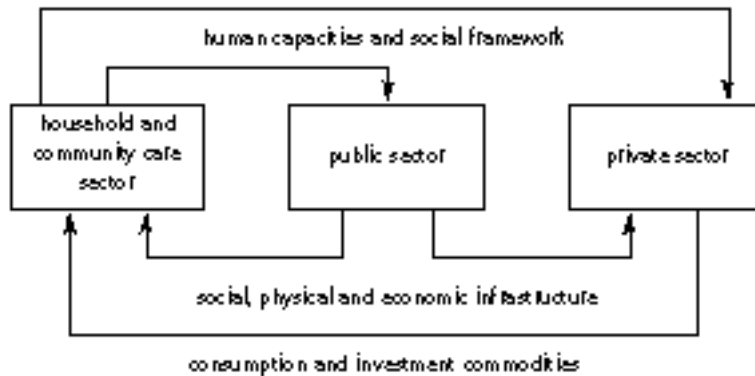 human capacities and social framework
household and
community care
sector
public sector
private sector
social, physical and economic infrastructure
consumption and investment commodities